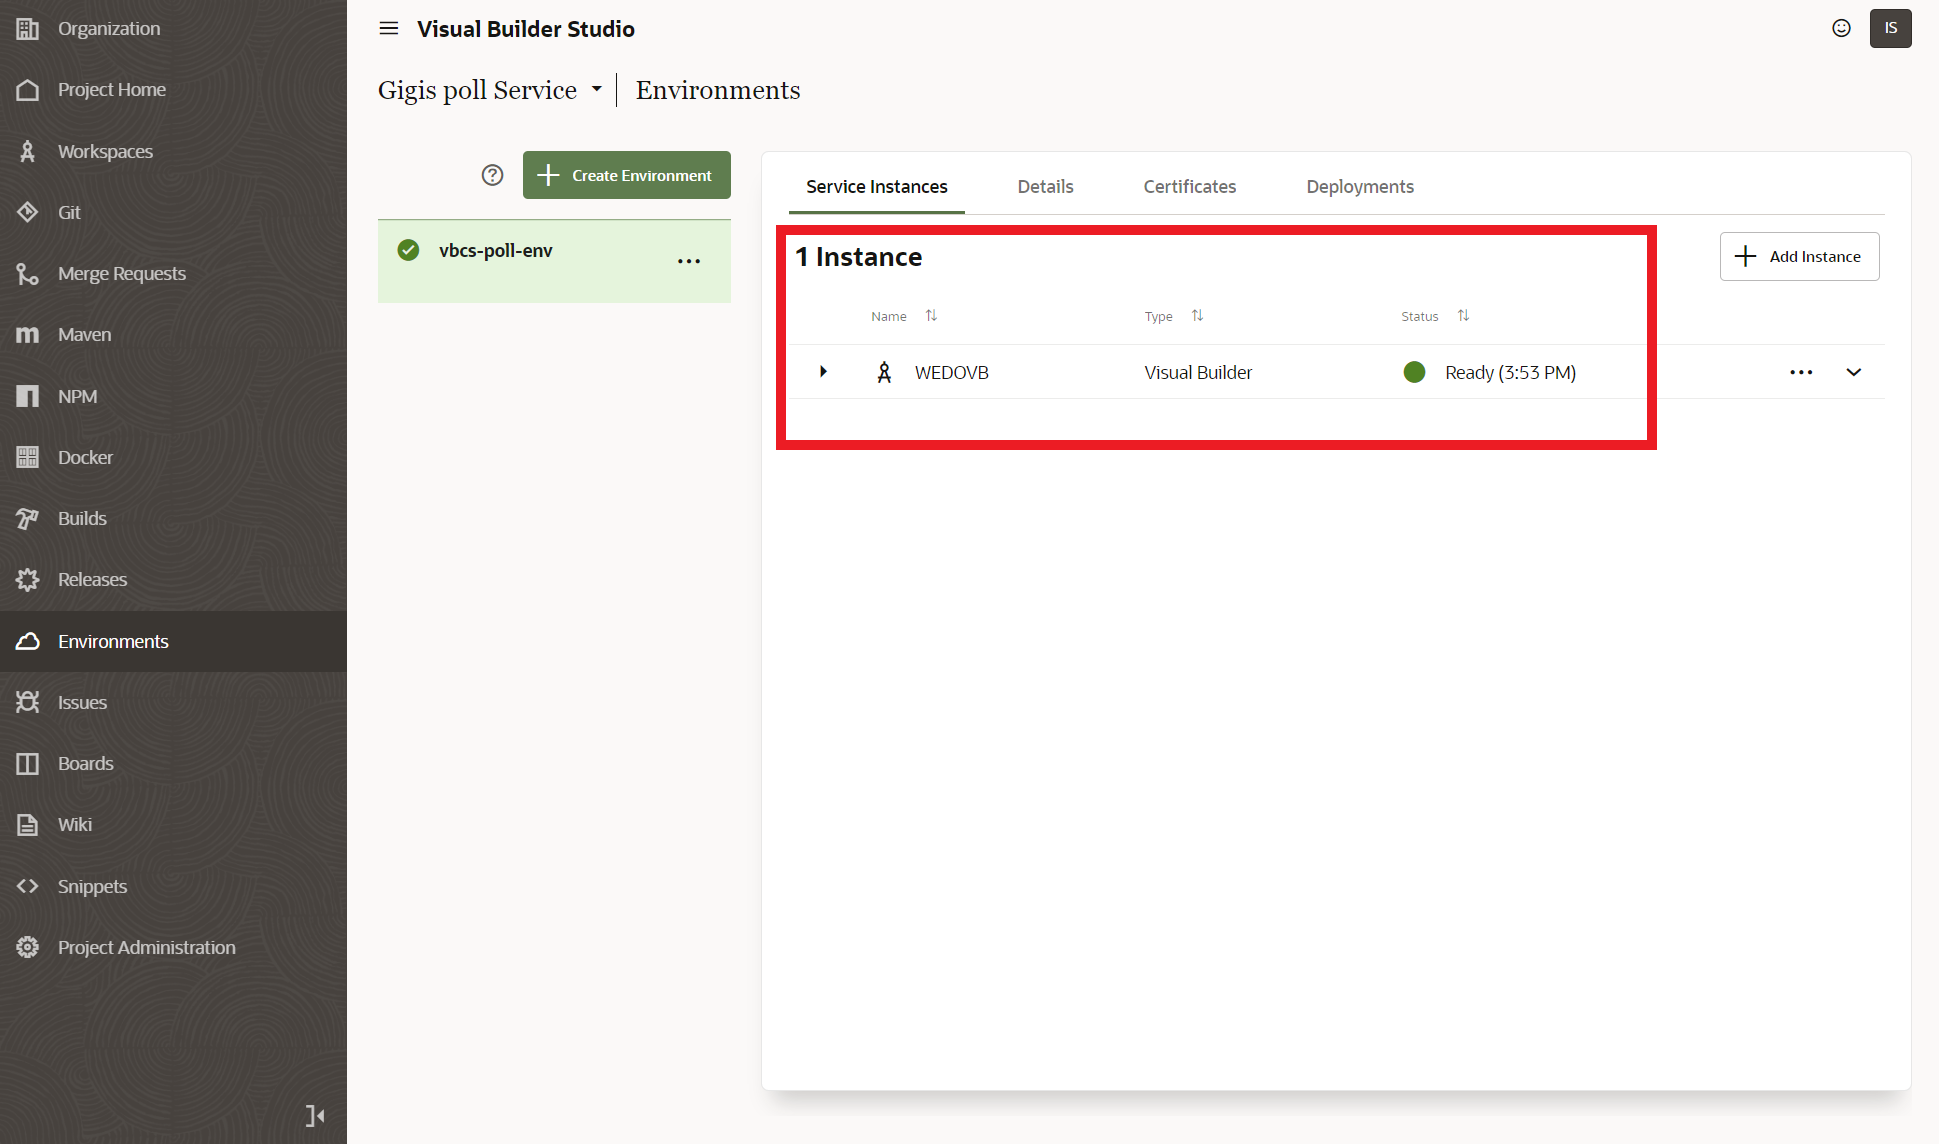 Organization
Project Home
Workspaces
Git
Merge Requests
Maven
NPM
Docker
Builds
Releases
Environments
Issues
Boards
Wiki
Snippets
Project Administration
Visual Builder Studio
IS
Gigis poll Service
Environments
Create Environment
vbcs-poll-env
Service Instances Details Certificates Deployments
1 Instance
Add Instance
Name Type Status
WEDOVB Visual Builder Ready (3:53 PM)